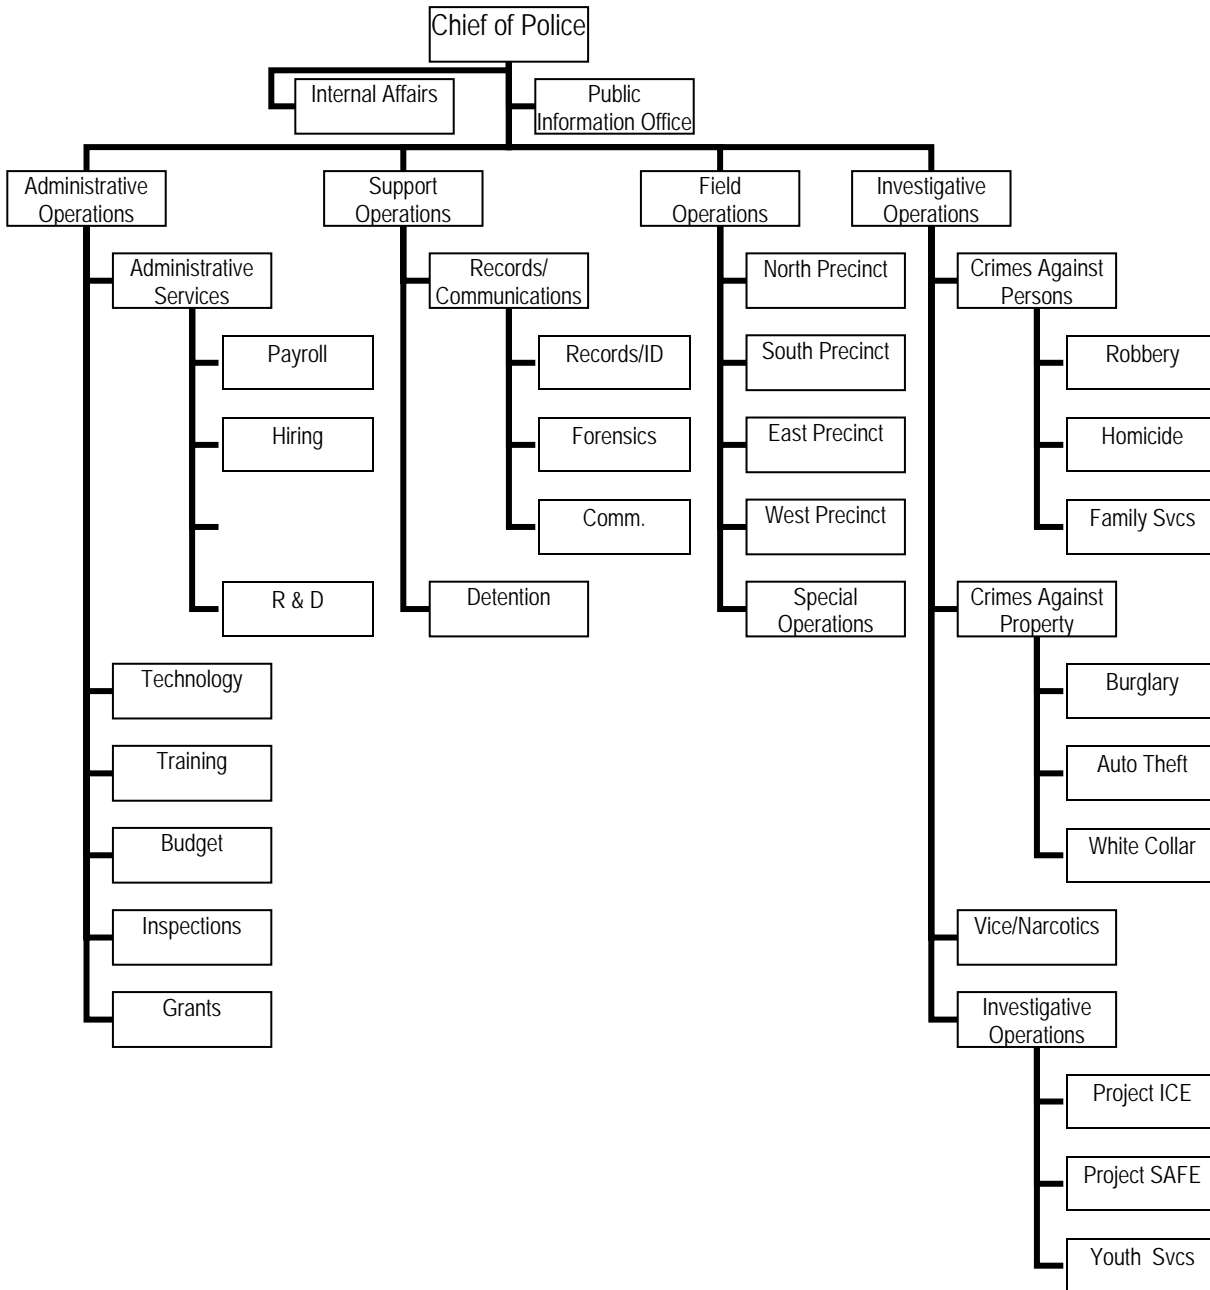 Chief of Police
Internal Affairs
Public
Information Office
Administrative
Operations
Support
Operations
Field
Operations
Investigative
Operations
Administrative
Services
Records/
Communications
North Precinct
Crimes Against
Persons
Payroll
Records/ID
South Precinct
Robbery
Hiring
Forensics
East Precinct
Homicide
Comm.
West Precinct
Family Svcs
R & D
Detention
Special
Operations
Crimes Against
Property
Technology
Burglary
Training
Auto Theft
Budget
White Collar
Inspections
Vice/Narcotics
Grants
Investigative
Operations
Project ICE
Project SAFE
Youth Svcs